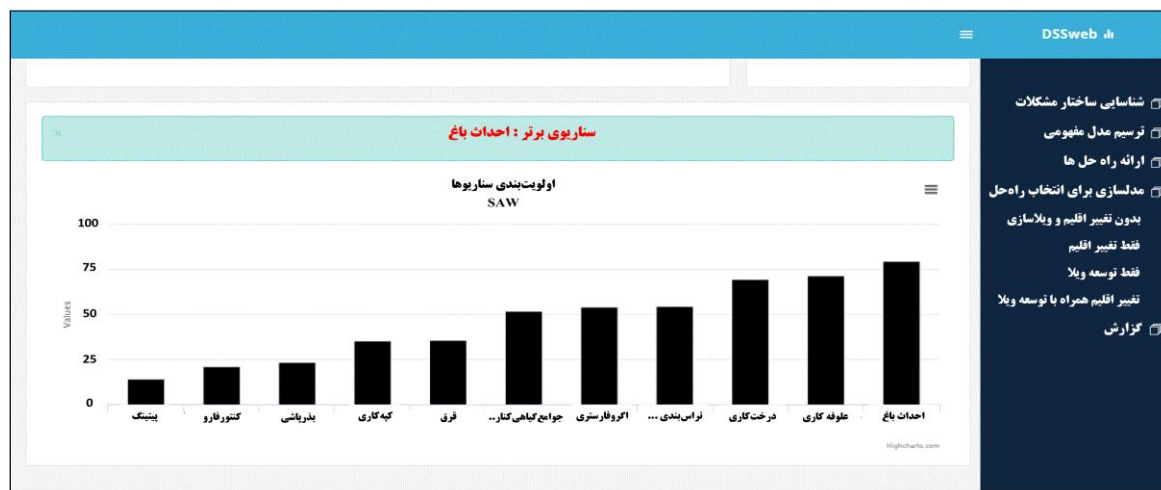 DSSweb
شناسایی ساختار مشکلات
ترسیم مدل مفهومی
ارائه راه حل ها
مدلسازی برای انتخاب راه‌حل
بدون تغییر اقلیم و ویلاسازی
فقط تغییر اقلیم
فقط توسعه ویلا
تغییر اقلیم همراه با توسعه ویلا
گزارش
سناریوی برتر : احداث باغ
×
اولویت‌بندی سناریوها
SAW
100
75
50
25
0
Values
احداث باغ
علوفه کاری
درخت‌کاری
تراس‌بندی ...
اگروفارستری
جوامع‌گیاهی‌کنار..
قرق
کپه‌کاری
بذرپاشی
کنتورفارو
پیتینگ
Highcharts.com